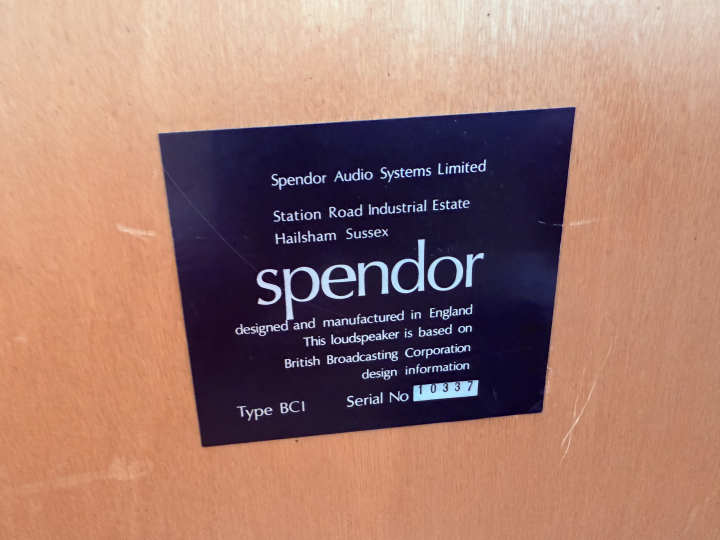 Spendor Audio Systems Limited
Station Road Industrial Estate
Hailsham Sussex
spendor
designed and manufactured in England
This loudspeaker is based on
British Broadcasting Corporation
design information
Type BC1 Serial No 10337